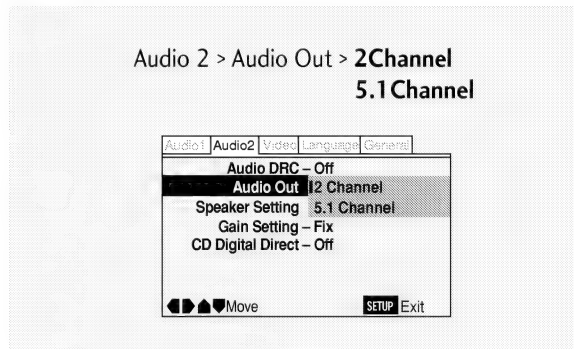 Audio 2 > Audio Out > 2Channel
5.1Channel
Audio1 Audio2 Video Language General
Audio DRC – Off
Audio Out 2 Channel
Speaker Setting 5.1 Channel
Gain Setting – Fix
CD Digital Direct – Off
Move SETUP Exit